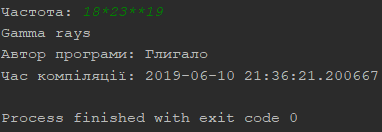 Частота: 18*23**19
Gamma rays
Автор програми: Глигало
Час компіляції: 2019-06-10 21:36:21.200667
Process finished with exit code 0